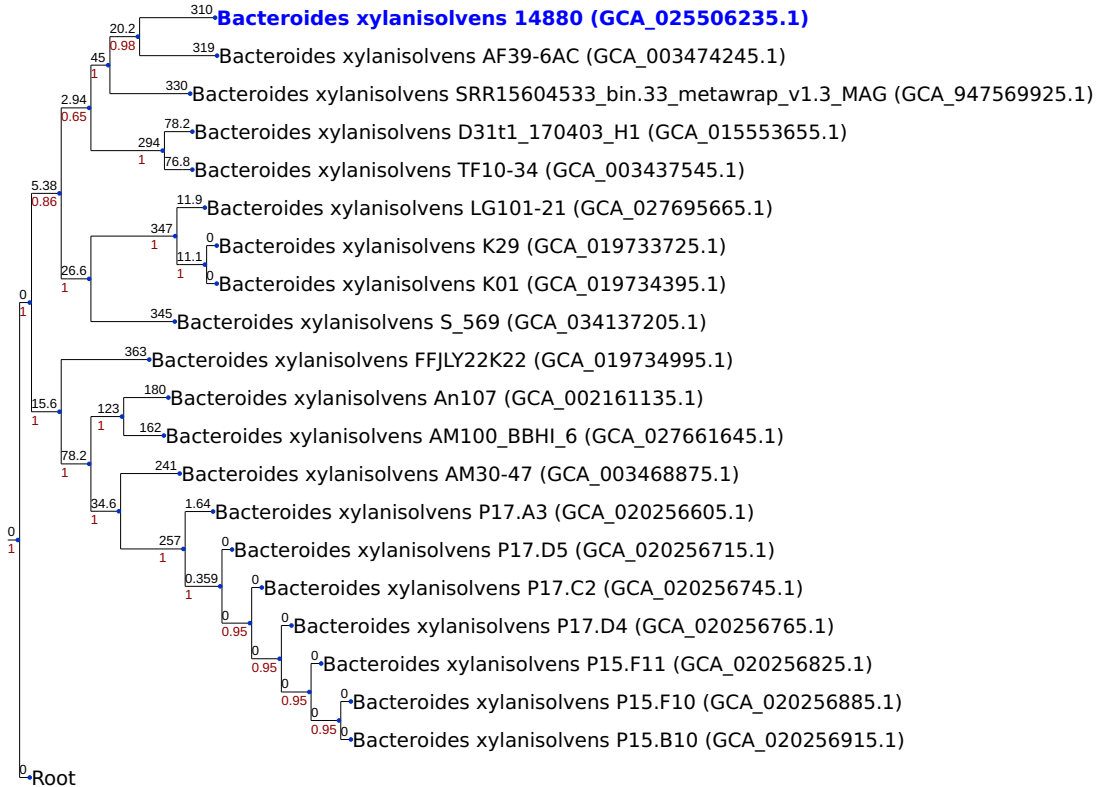 310 Bacteroides xylanisolvens 14880 (GCA_025506235.1)
20.2
0.98
319 Bacteroides xylanisolvens AF39-6AC (GCA_003474245.1)
45
1
330 Bacteroides xylanisolvens SRR15604533_bin.33_metawrap_v1.3_MAG (GCA_947569925.1)
2.94
0.65
78.2 Bacteroides xylanisolvens D31t1_170403_H1 (GCA_015553655.1)
294
1
76.8 Bacteroides xylanisolvens TF10-34 (GCA_003437545.1)
5.38
0.86
11.9 Bacteroides xylanisolvens LG101-21 (GCA_027695665.1)
347
1
0 Bacteroides xylanisolvens K29 (GCA_019733725.1)
11.1
1
0 Bacteroides xylanisolvens K01 (GCA_019734395.1)
26.6
1
0
1
345 Bacteroides xylanisolvens S_569 (GCA_034137205.1)
363 Bacteroides xylanisolvens FFJLY22K22 (GCA_019734995.1)
15.6
1
180 Bacteroides xylanisolvens An107 (GCA_002161135.1)
123
1
162 Bacteroides xylanisolvens AM100_BBHI_6 (GCA_027661645.1)
78.2
1
241 Bacteroides xylanisolvens AM30-47 (GCA_003468875.1)
34.6
1
1.64 Bacteroides xylanisolvens P17.A3 (GCA_020256605.1)
0
1
257
1
0 Bacteroides xylanisolvens P17.D5 (GCA_020256715.1)
0.359
1
0 Bacteroides xylanisolvens P17.C2 (GCA_020256745.1)
0
0.95
0 Bacteroides xylanisolvens P17.D4 (GCA_020256765.1)
0
0.95
0 Bacteroides xylanisolvens P15.F11 (GCA_020256825.1)
0
0.95
0 Bacteroides xylanisolvens P15.F10 (GCA_020256885.1)
0
0.95
0 Bacteroides xylanisolvens P15.B10 (GCA_020256915.1)
0 Root